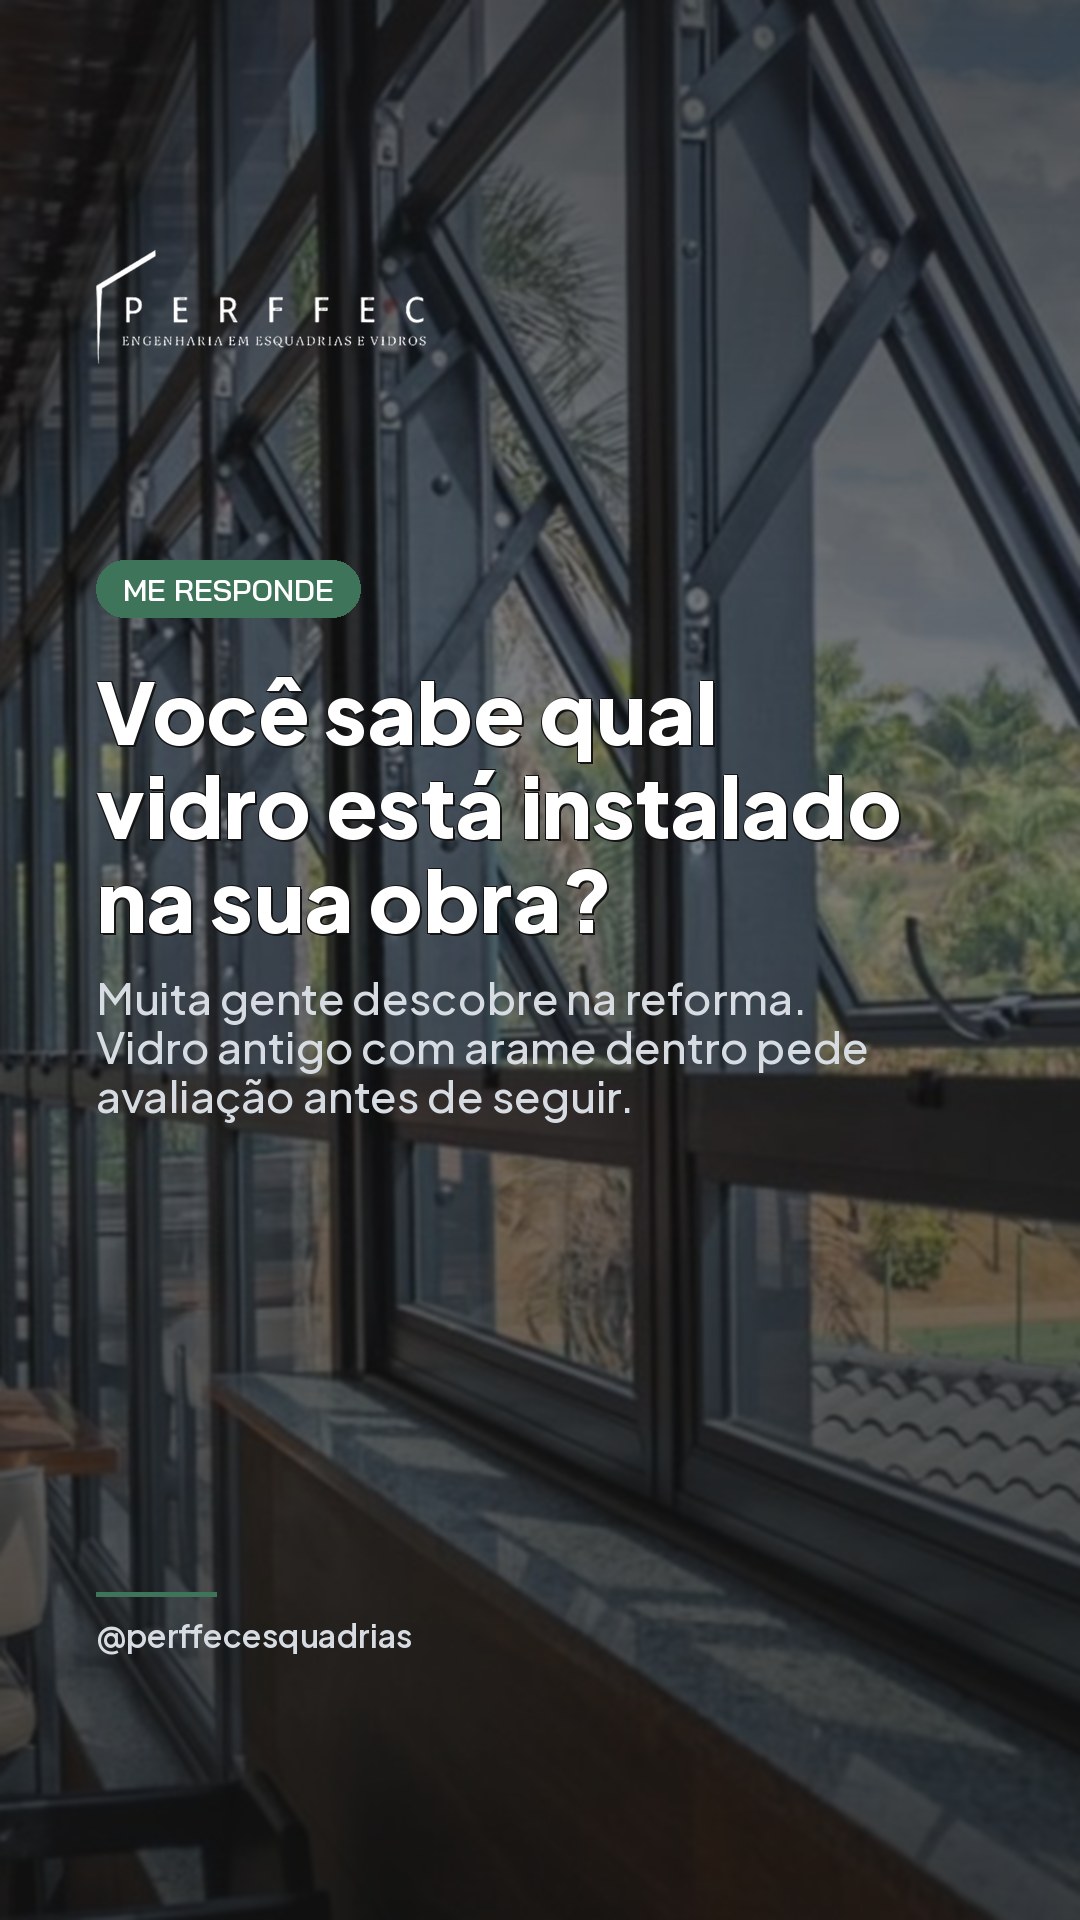 PERFFEC
ENGENHARIA EM ESQUADRIAS E VIDROS
ME RESPONDE
Você sabe qual
vidro está instalado
na sua obra?
Muita gente descobre na reforma.
Vidro antigo com arame dentro pede
avaliação antes de seguir.
@perffecesquadrias